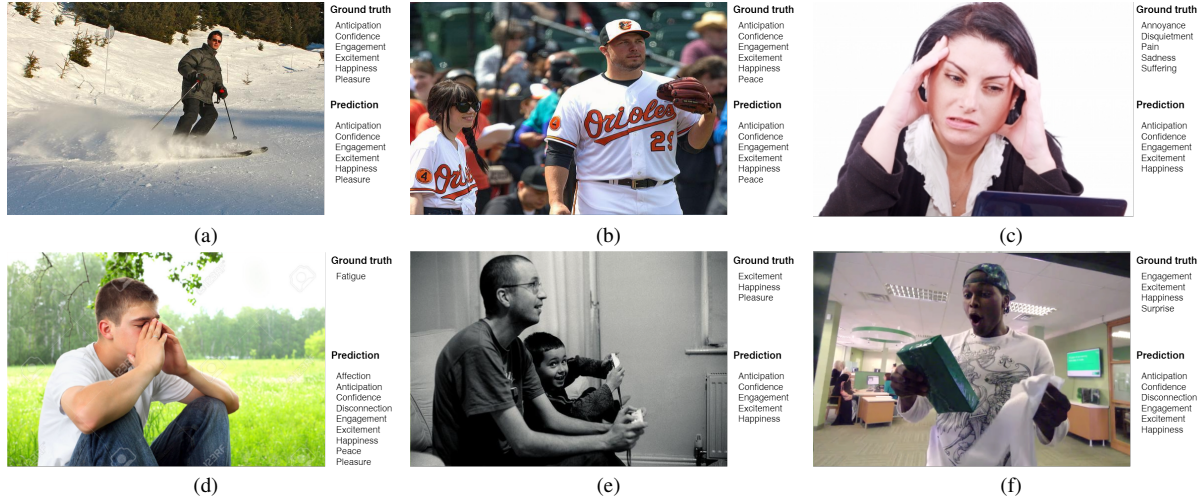 Ground truth
Anticipation
Confidence
Engagement
Excitement
Happiness
Pleasure
Prediction
Anticipation
Confidence
Engagement
Excitement
Happiness
Pleasure
(a)
Orioles
29
4
Ori
Ground truth
Anticipation
Confidence
Engagement
Excitement
Happiness
Peace
Prediction
Anticipation
Confidence
Engagement
Excitement
Happiness
Peace
(b)
Ground truth
Annoyance
Disquietment
Pain
Sadness
Suffering
Prediction
Anticipation
Confidence
Engagement
Excitement
Happiness
(c)
Ground truth
Fatigue
Prediction
Affection
Anticipation
Confidence
Disconnection
Engagement
Excitement
Happiness
Peace
Pleasure
(d)
Ground truth
Excitement
Happiness
Pleasure
Prediction
Anticipation
Confidence
Engagement
Excitement
Happiness
(e)
Ground truth
Engagement
Excitement
Happiness
Surprise
Prediction
Anticipation
Confidence
Disconnection
Engagement
Excitement
Happiness
(f)